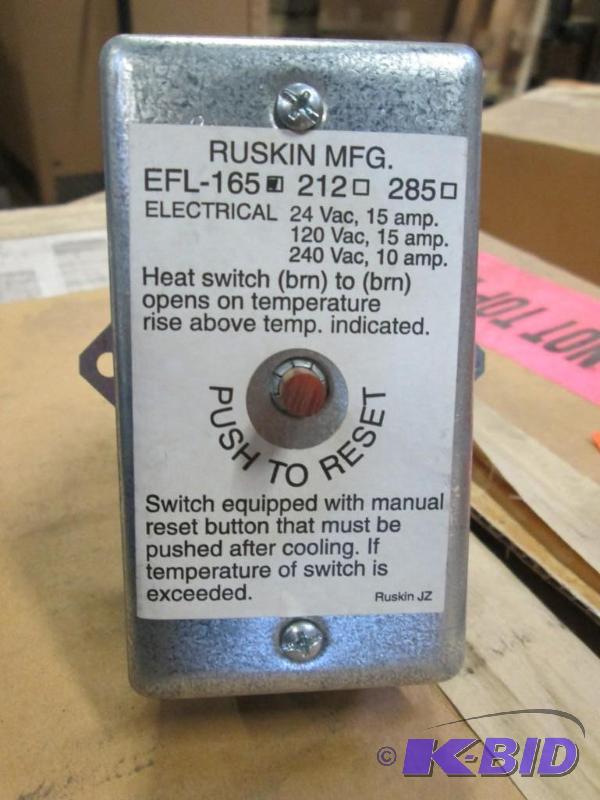 RUSKIN MFG.
EFL-165 212 285
ELECTRICAL 24 Vac, 15 amp.
120 Vac, 15 amp.
240 Vac, 10 amp.
Heat switch (brn) to (brn)
opens on temperature
rise above temp. indicated.
PUSH TO RESET
Switch equipped with manual
reset button that must be
pushed after cooling. If
temperature of switch is
exceeded.
Ruskin JZ
NOT TOP
© K-BID